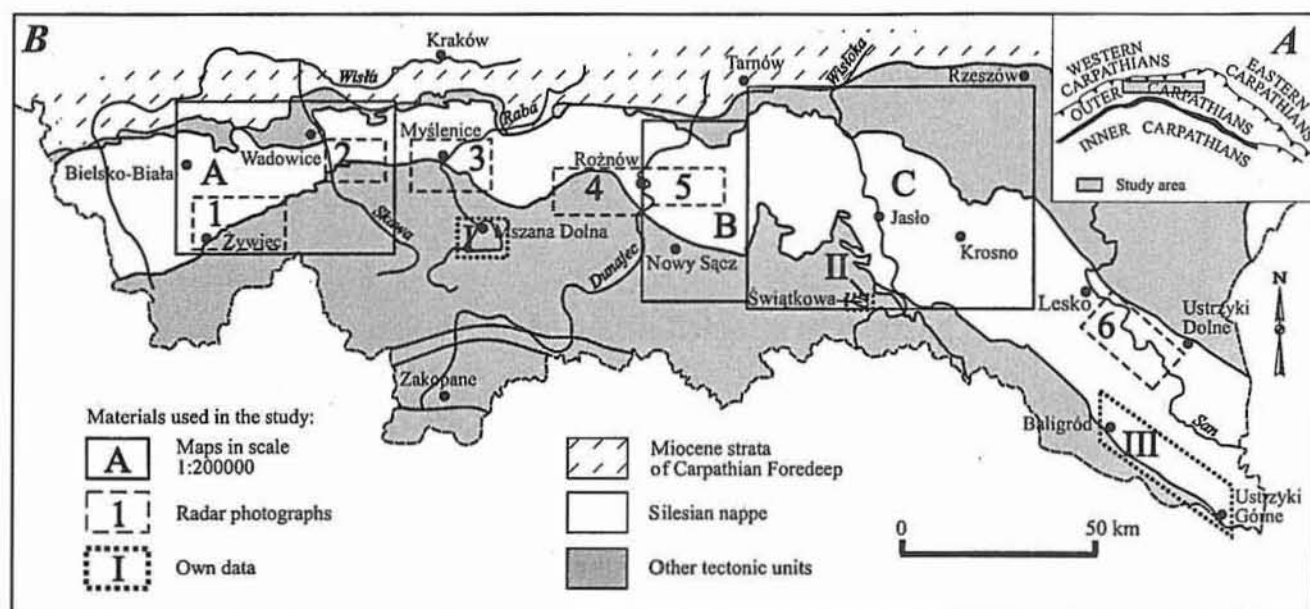 B
Kraków
Wisła
Tarnów
Wisłoka
Rzeszów
A
WESTERN
CARPATHIANS
EASTERN
CARPATHIANS
OUTER
CARPATHIANS
INNER CARPATHIANS
Study area
Raba
Myślenice
Wadowice
2
3
Rożnów
Bielsko-Biała
A
4
5
C
1
B
Jasło
Skawa
I
Mszana Dolna
Krosno
Żywiec
Dunajec
Nowy Sącz
II
Świątkowa
Lesko
Ustrzyki
Dolne
N
6
Zakopane
San
Baligród
III
Ustrzyki
Górne
Materials used in the study:
A
Maps in scale
1:200000
1
Radar photographs
I
Own data
Miocene strata
of Carpathian Foredeep
Silesian nappe
Other tectonic units
0
50 km